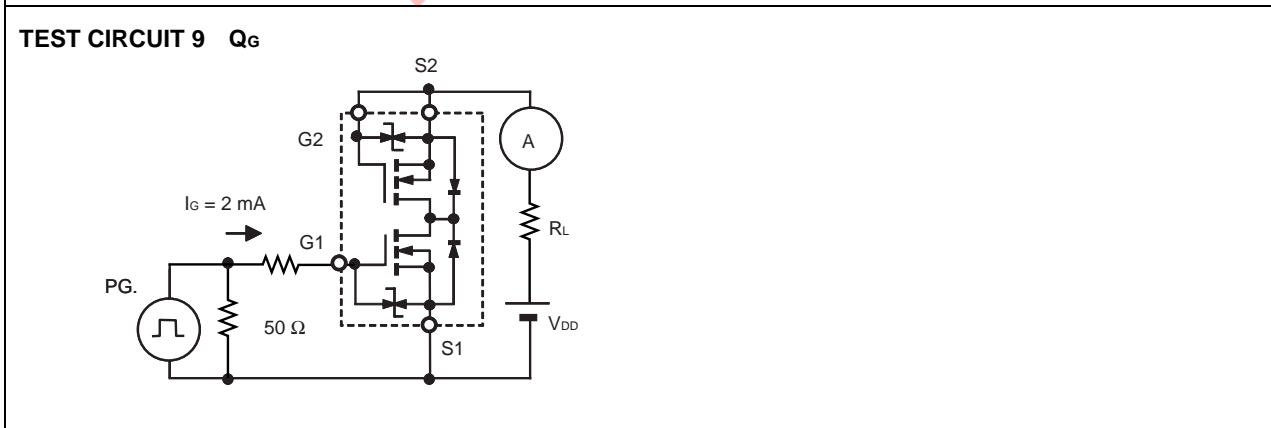 TEST CIRCUIT 9 QG
S2
G2
A
IG = 2 mA
G1
RL
PG.
50 Ω
VDD
S1